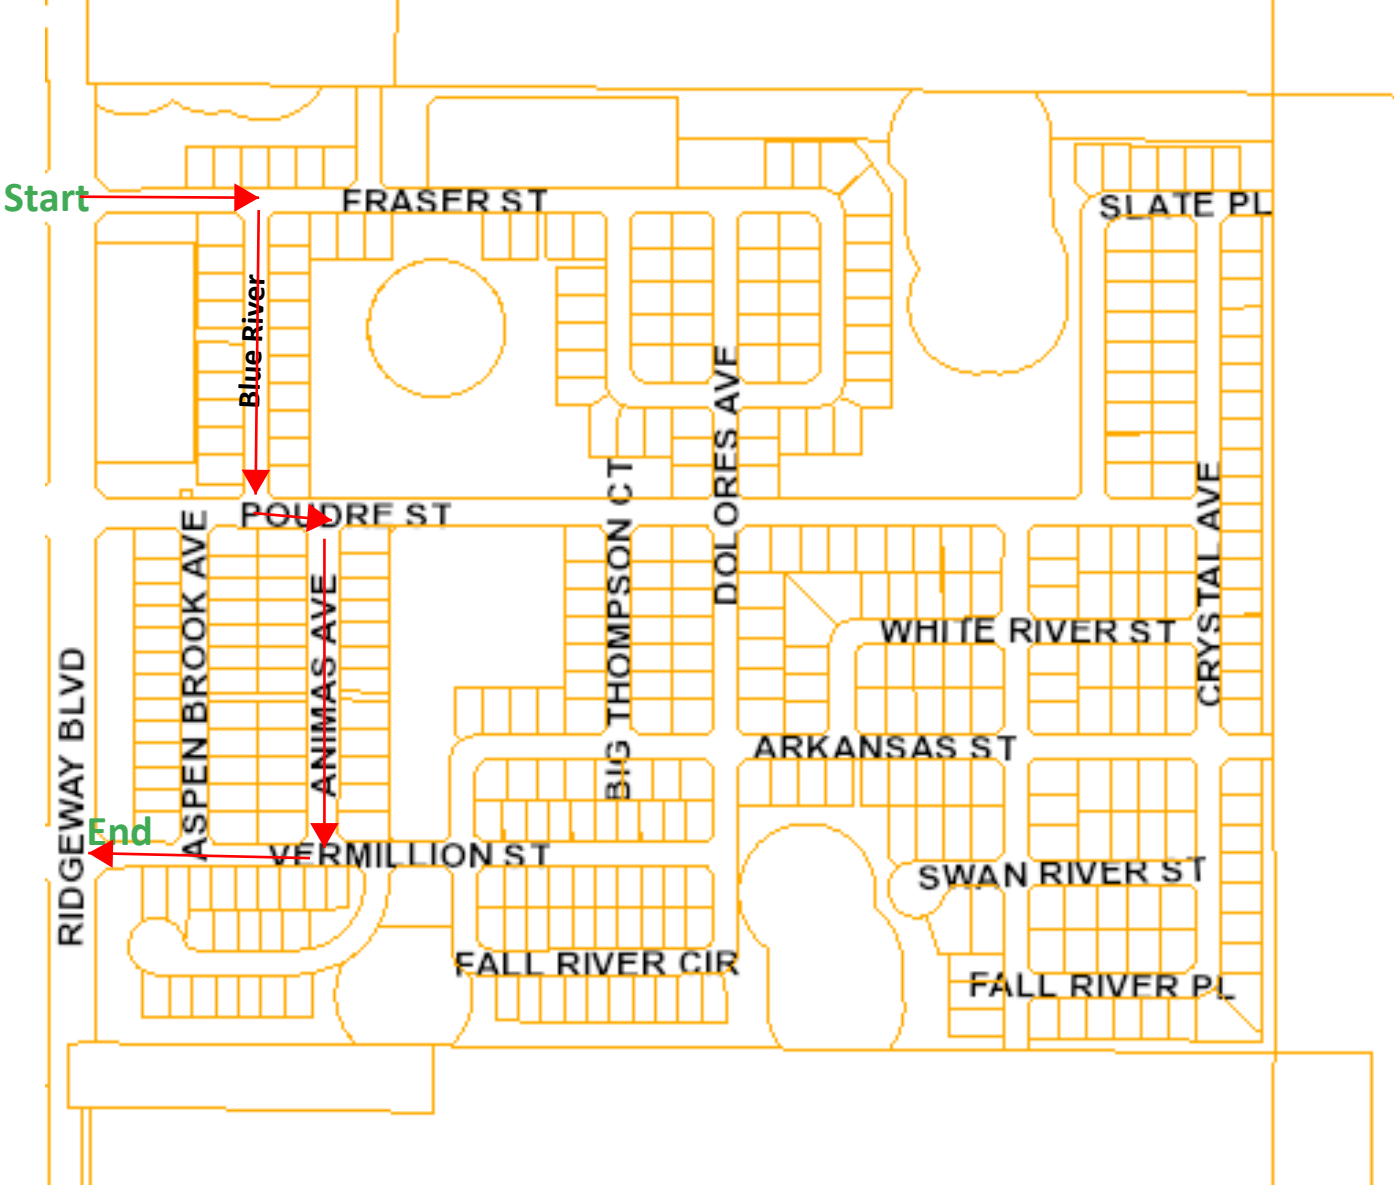 Start
FRASER ST
SLATE PL
Blue River
POUDRE ST
DOLORES AVE
BIG THOMPSON CT
ASPEN BROOK AVE
ANIMAS AVE
CRYSTAL AVE
WHITE RIVER ST
RIDGEWAY BLVD
ARKANSAS ST
End
VERMILLION ST
SWAN RIVER ST
FALL RIVER CIR
FALL RIVER PL